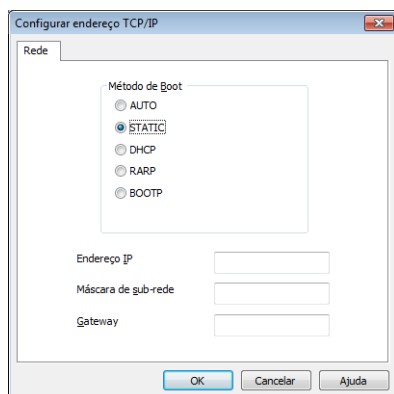 Configurar endereço TCP/IP
Rede
Método de Boot
AUTO
STATIC
DHCP
RARP
BOOTP
Endereço IP
Máscara de sub-rede
Gateway
OK Cancelar Ajuda